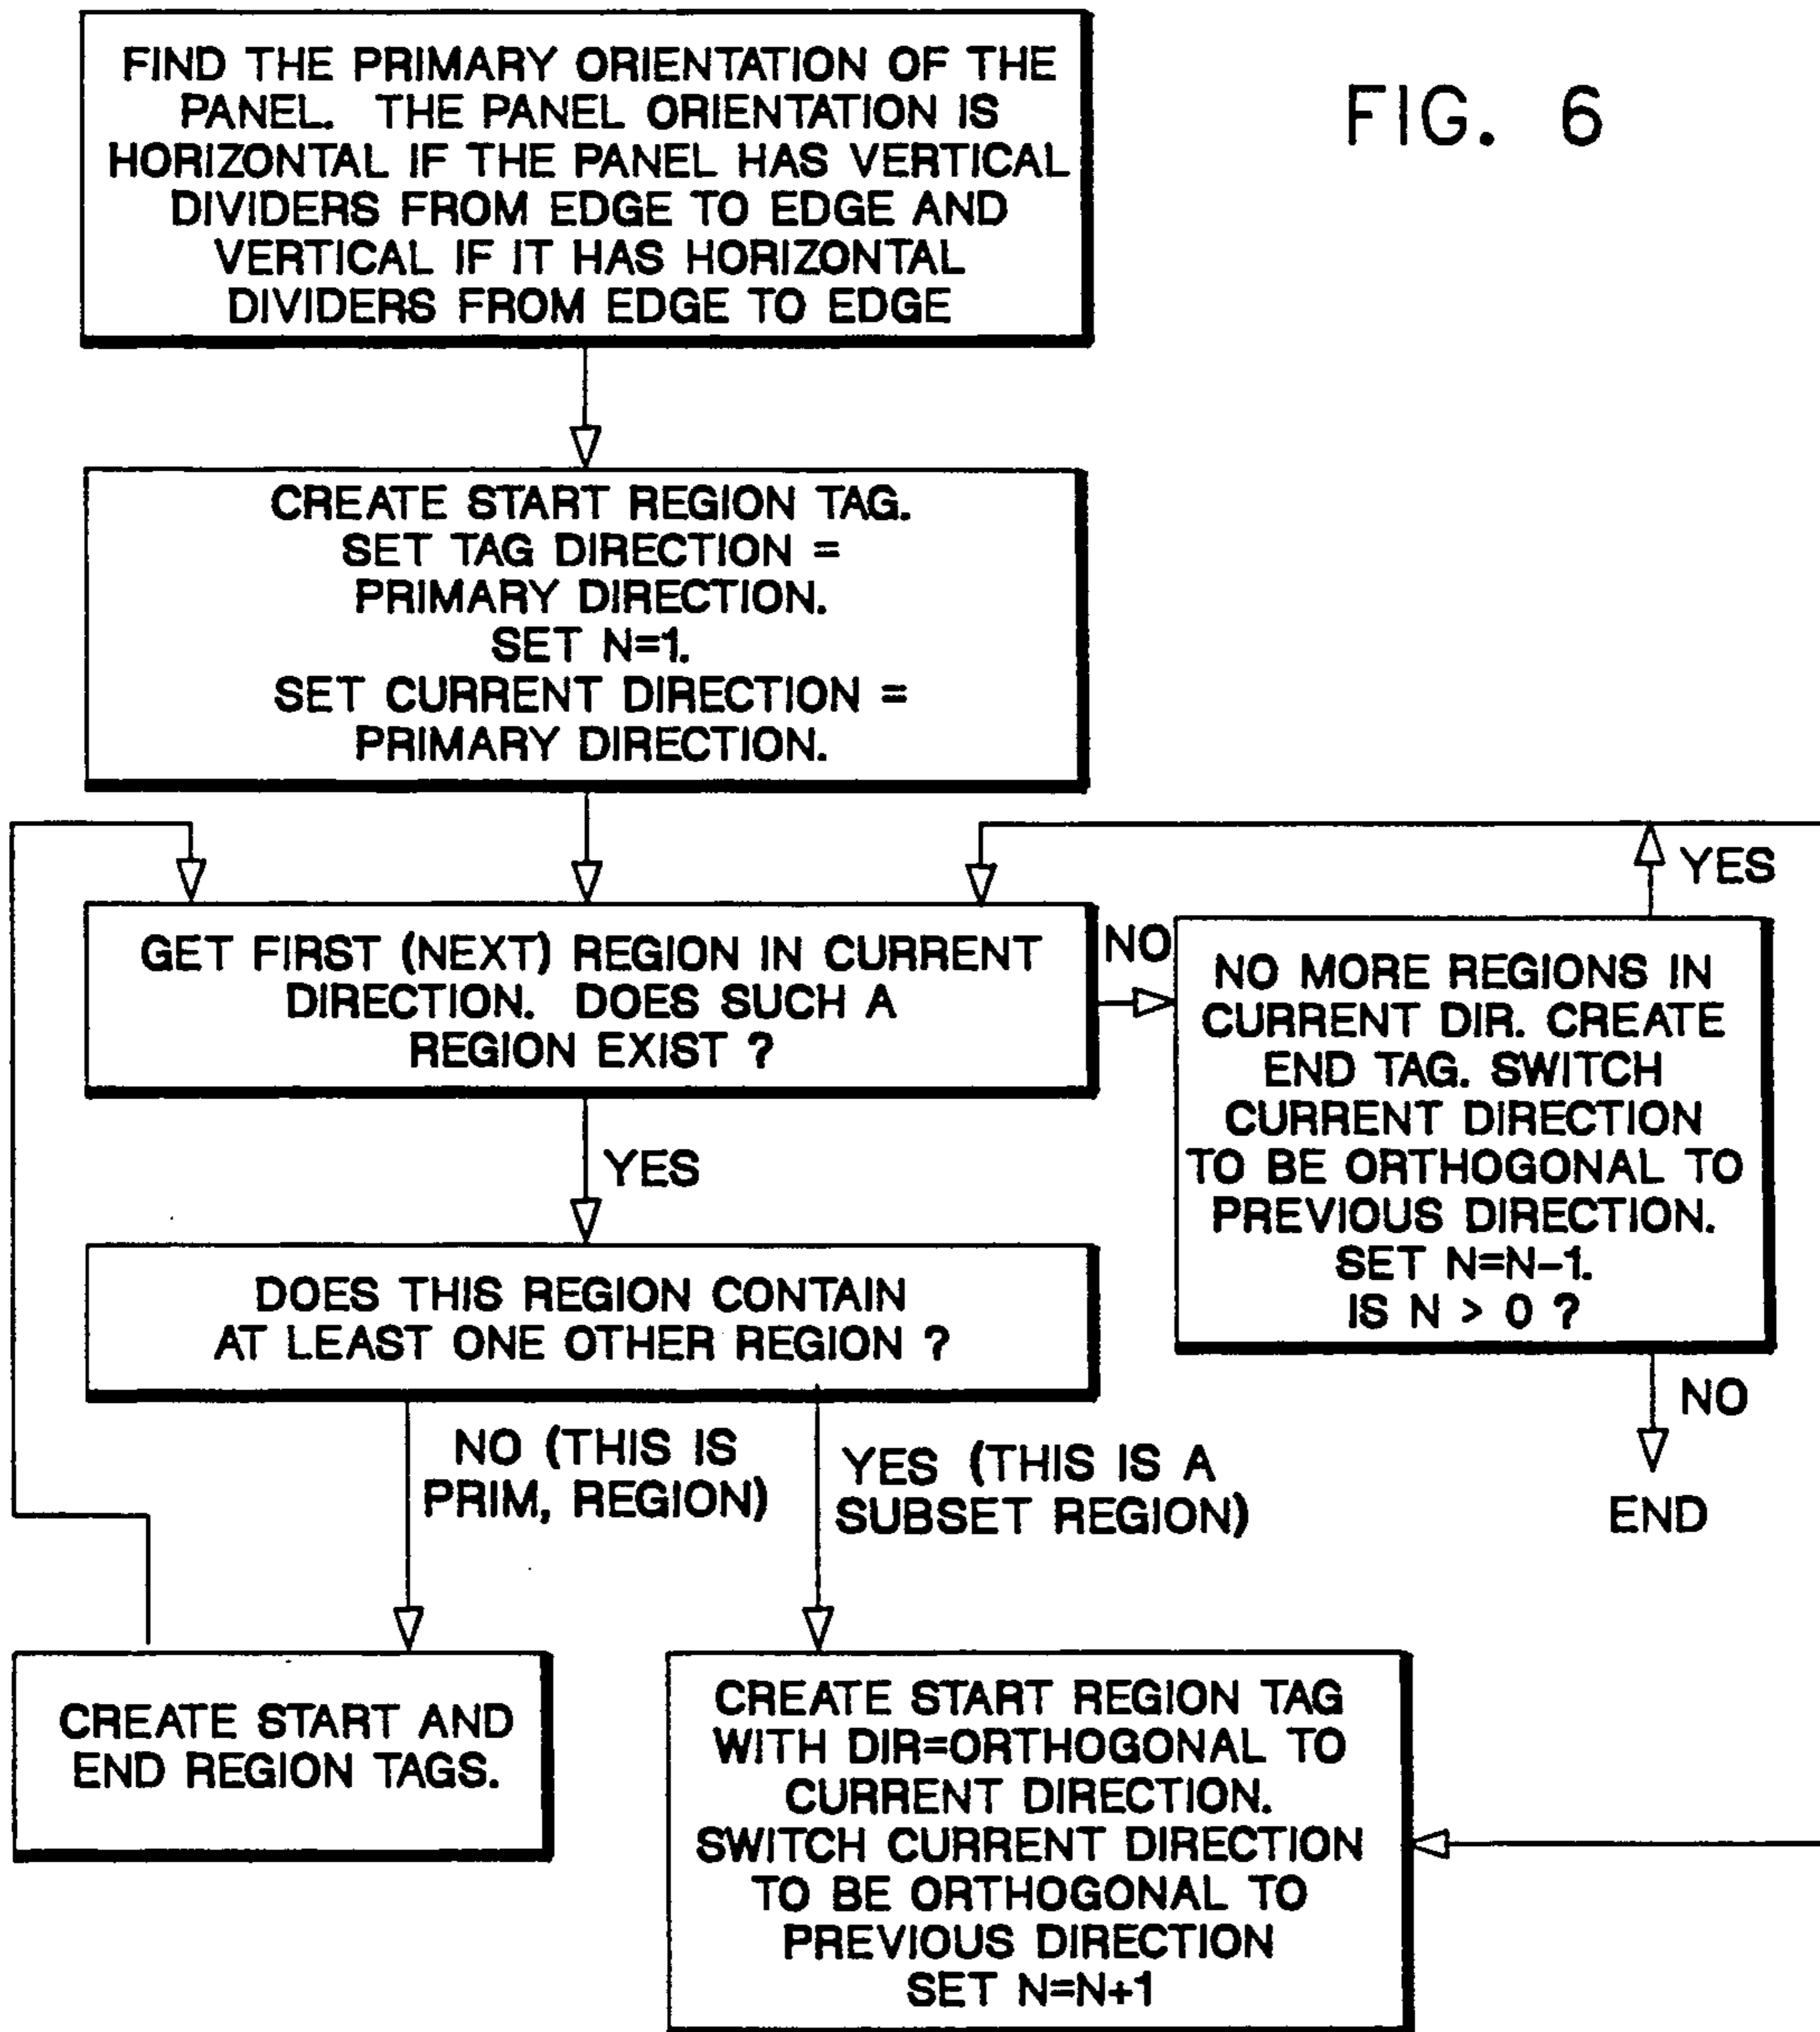 FIG. 6
FIND THE PRIMARY ORIENTATION OF THE
PANEL. THE PANEL ORIENTATION IS
HORIZONTAL IF THE PANEL HAS VERTICAL
DIVIDERS FROM EDGE TO EDGE AND
VERTICAL IF IT HAS HORIZONTAL
DIVIDERS FROM EDGE TO EDGE
CREATE START REGION TAG.
SET TAG DIRECTION =
PRIMARY DIRECTION.
SET N=1.
SET CURRENT DIRECTION =
PRIMARY DIRECTION.
GET FIRST (NEXT) REGION IN CURRENT
DIRECTION. DOES SUCH A
REGION EXIST ?
NO
YES
NO MORE REGIONS IN
CURRENT DIR. CREATE
END TAG. SWITCH
CURRENT DIRECTION
TO BE ORTHOGONAL TO
PREVIOUS DIRECTION.
SET N=N-1.
IS N > 0 ?
YES
NO
END
DOES THIS REGION CONTAIN
AT LEAST ONE OTHER REGION ?
NO (THIS IS
PRIM, REGION)
YES (THIS IS A
SUBSET REGION)
CREATE START AND
END REGION TAGS.
CREATE START REGION TAG
WITH DIR=ORTHOGONAL TO
CURRENT DIRECTION.
SWITCH CURRENT DIRECTION
TO BE ORTHOGONAL TO
PREVIOUS DIRECTION
SET N=N+1